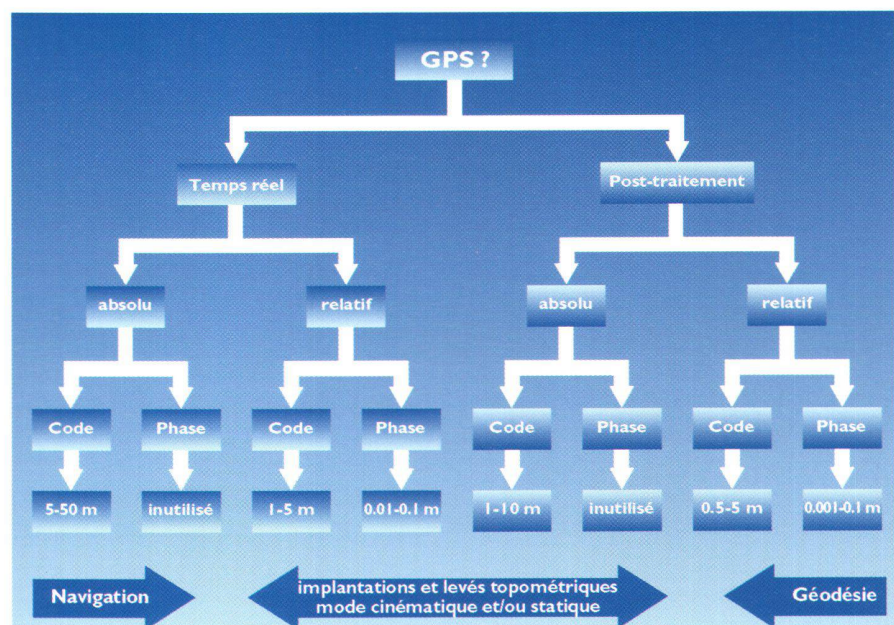 GPS ?
Temps réel
Post-traitement
absolu
relatif
absolu
relatif
Code
Phase
Code
Phase
Code
Phase
Code
Phase
5-50 m
inutilisé
1-5 m
0.01-0.1 m
1-10 m
inutilisé
0.5-5 m
0.001-0.1 m
Navigation
implantations et levés topométriques
mode cinématique et/ou statique
Géodésie